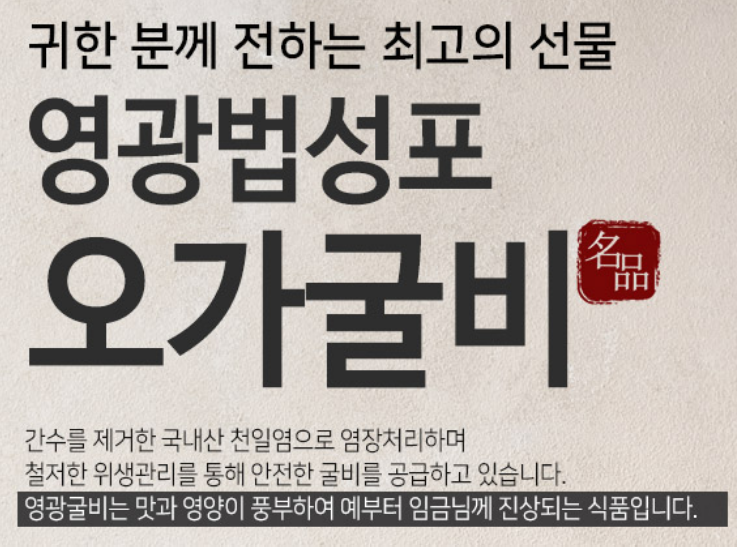 귀한 분께 전하는 최고의 선물
영광법성포
오가굴비
名品
간수를 제거한 국내산 천일염으로 염장처리하며
철저한 위생관리를 통해 안전한 굴비를 공급하고 있습니다.
영광굴비는 맛과 영양이 풍부하여 예부터 임금님께 진상되는 식품입니다.